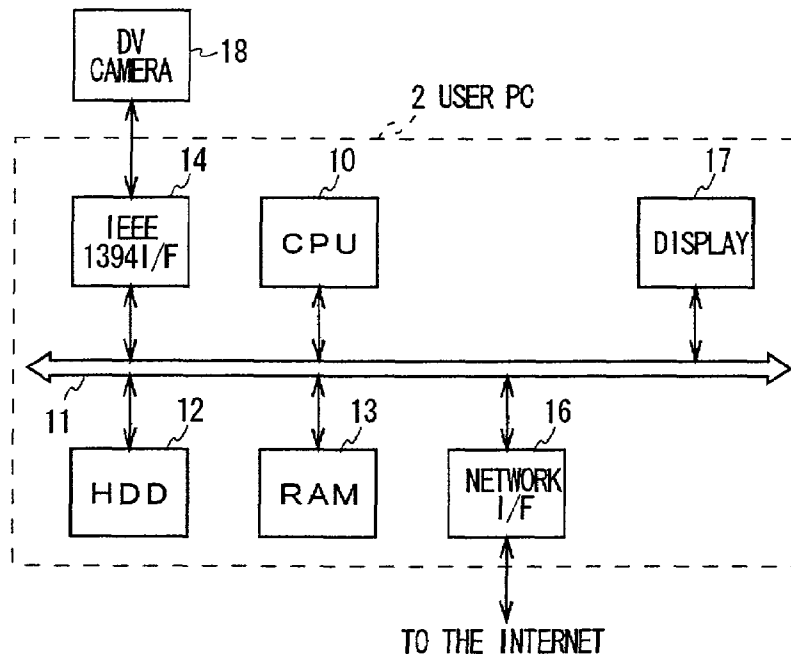 DV
CAMERA
18
2 USER PC
14
10
17
IEEE
1394I/F
CPU
DISPLAY
11
12
13
16
HDD
RAM
NETWORK
I/F
TO THE INTERNET